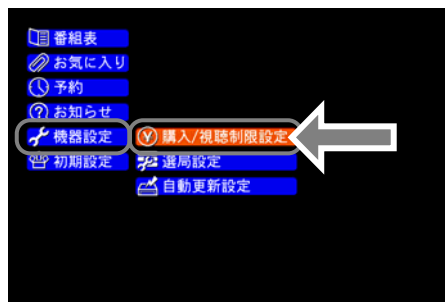 番組表
お気に入り
予約
お知らせ
機器設定
購入/視聴制限設定
初期設定
選局設定
自動更新設定